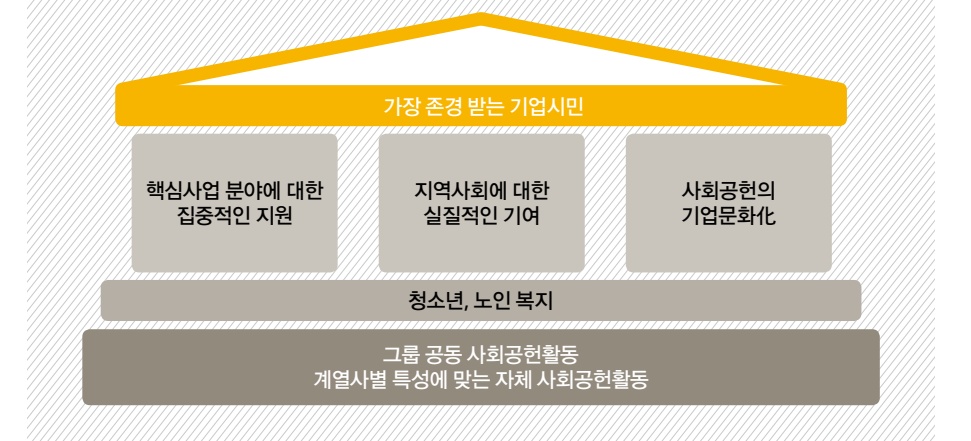 가장 존경 받는 기업시민
핵심사업 분야에 대한
집중적인 지원
지역사회에 대한
실질적인 기여
사회공헌의
기업문화化
청소년, 노인 복지
그룹 공동 사회공헌활동
계열사별 특성에 맞는 자체 사회공헌활동